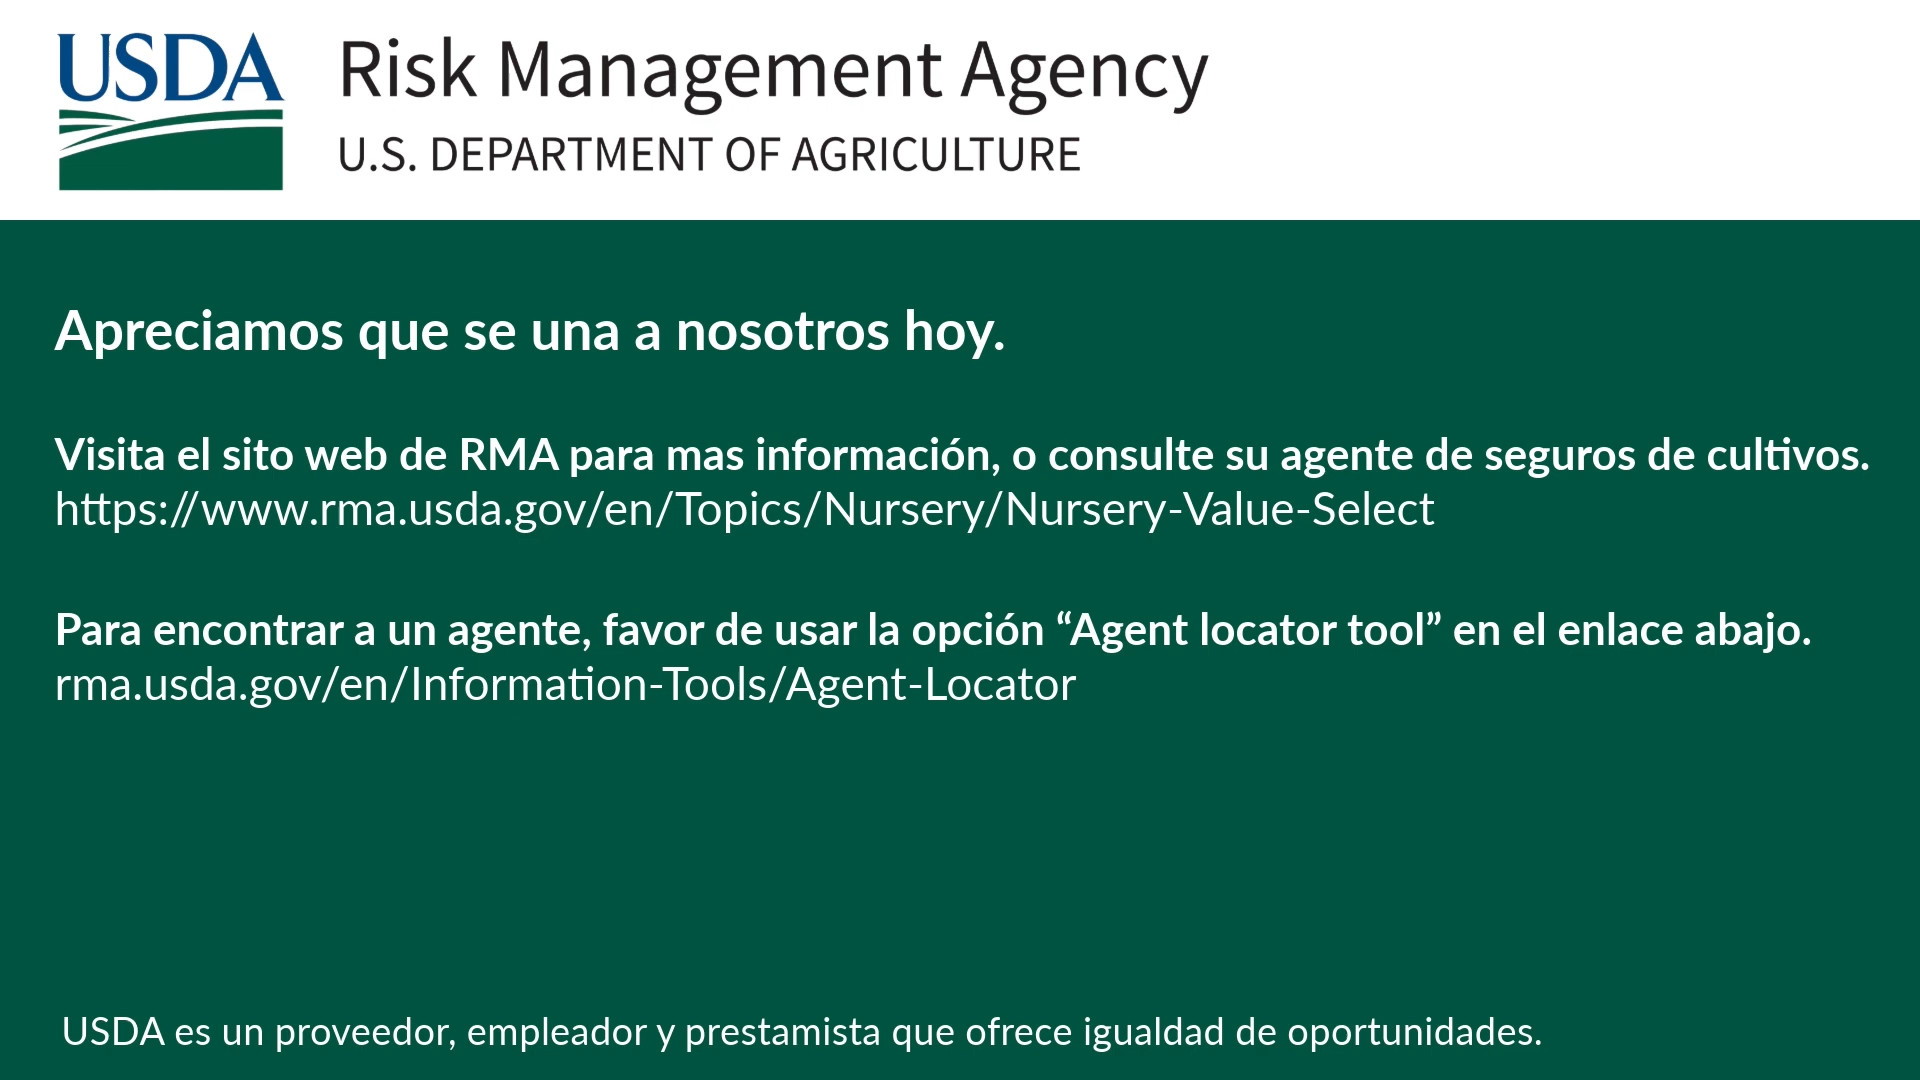 USDA
Risk Management Agency
U.S. DEPARTMENT OF AGRICULTURE
Apreciamos que se una a nosotros hoy.
Visita el sito web de RMA para mas información, o consulte su agente de seguros de cultivos.
https://www.rma.usda.gov/en/Topics/Nursery/Nursery-Value-Select
Para encontrar a un agente, favor de usar la opción “Agent locator tool” en el enlace abajo.
rma.usda.gov/en/Information-Tools/Agent-Locator
USDA es un proveedor, empleador y prestamista que ofrece igualdad de oportunidades.